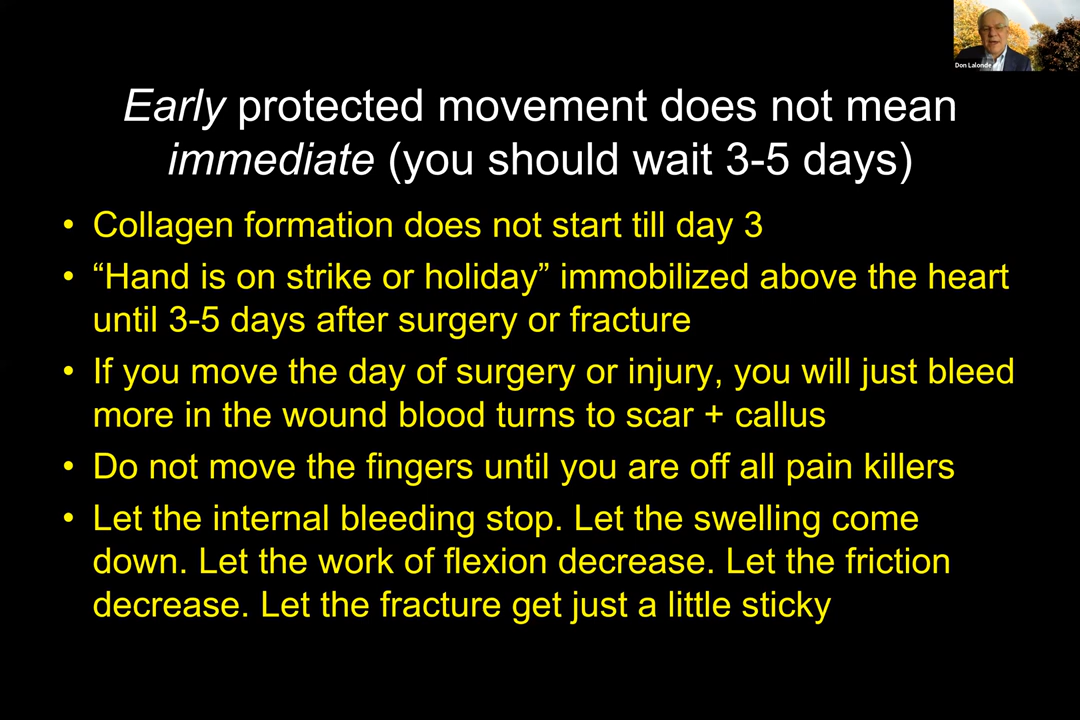 Don Lalonde
Early protected movement does not mean
immediate (you should wait 3-5 days)
• Collagen formation does not start till day 3
• “Hand is on strike or holiday” immobilized above the heart
until 3-5 days after surgery or fracture
• If you move the day of surgery or injury, you will just bleed
more in the wound blood turns to scar + callus
• Do not move the fingers until you are off all pain killers
• Let the internal bleeding stop. Let the swelling come
down. Let the work of flexion decrease. Let the friction
decrease. Let the fracture get just a little sticky